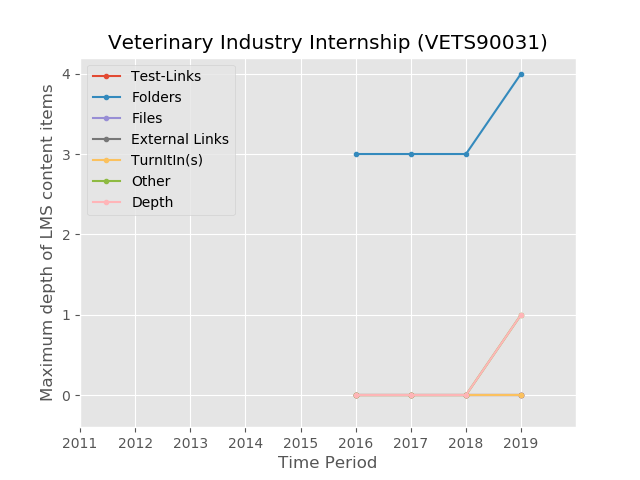 Veterinary Industry Internship (VETS90031)
Test-Links
Folders
Files
External Links
TurnItIn(s)
Other
Depth
Maximum depth of LMS content items
4
3
2
1
0
2011 2012 2013 2014 2015 2016 2017 2018 2019
Time Period